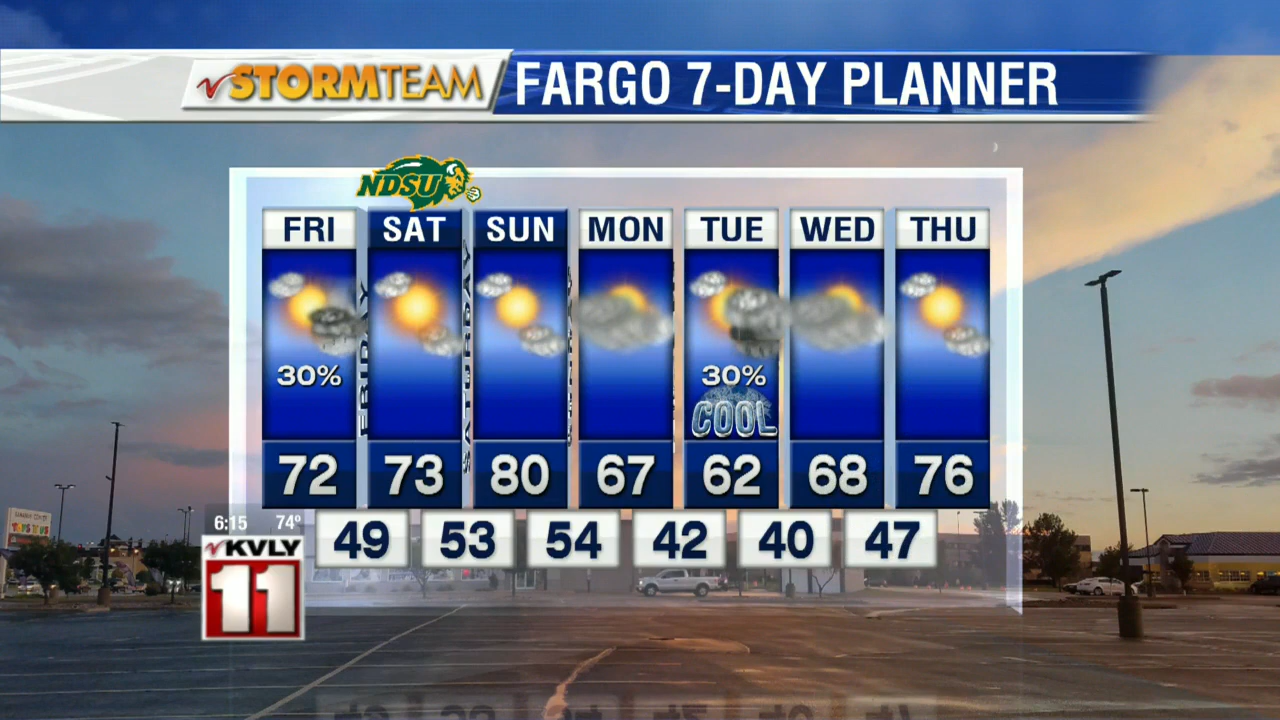 STORMTEAM FARGO 7-DAY PLANNER
NDSU
FRI SAT SUN MON TUE WED THU
FRIDAY
SATURDAY
30% 30%
COOL
72 73 80 67 62 68 76
6:15 74°
49 53 54 42 40 47
KVLY
11